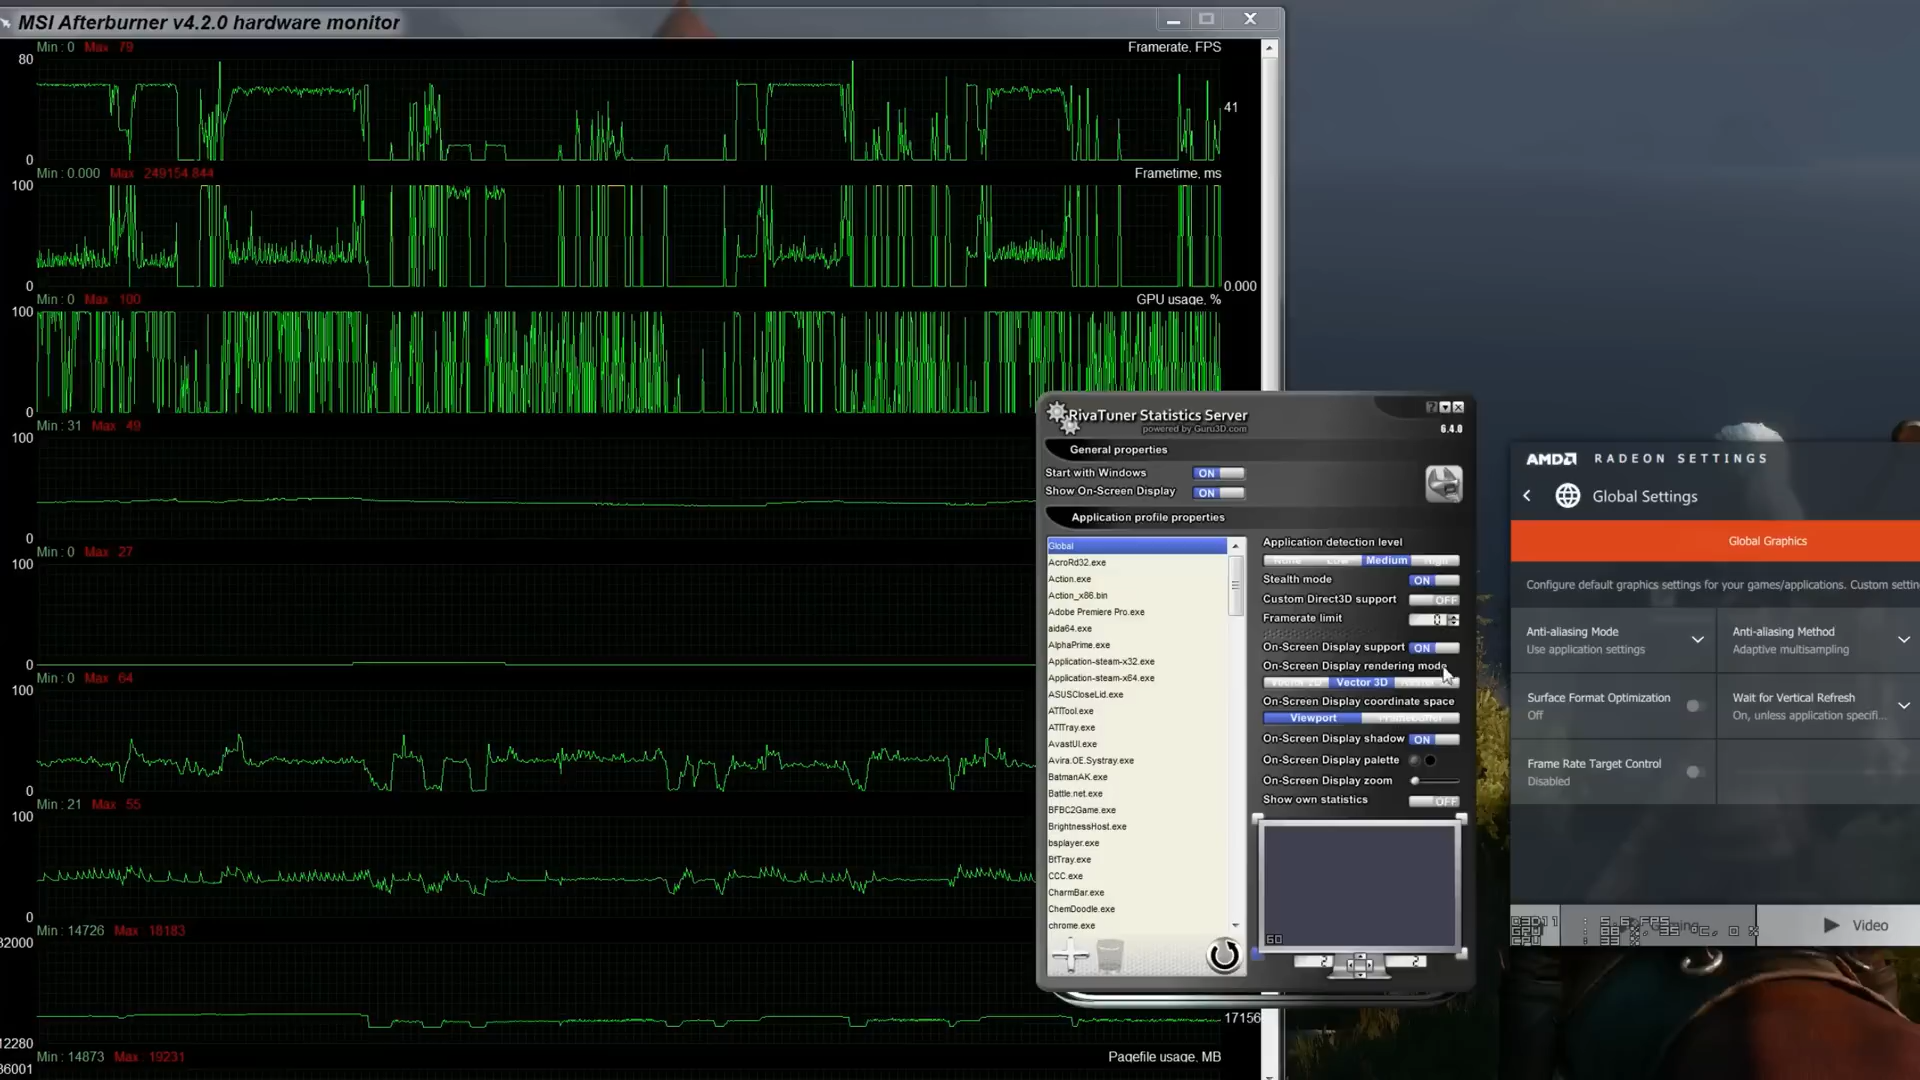 MSI Afterburner v4.2.0 hardware monitor
Min : 0 Max 79
Framerate, FPS
80
41
0
Min : 0.000 Max 249154.844
Frametime, ms
100
0
0.000
Min : 0 Max 100
GPU usage, %
100
0
Min : 31 Max 49
100
0
Min : 0 Max 27
100
0
Min : 0 Max 64
100
0
Min : 21 Max 55
100
0
Min : 14726 Max 18183
17156
Min : 14873 Max 19231
Pagefile usage, MB
RivaTuner Statistics Server
powered by Guru3D.com
6.4.0
General properties
Start with Windows ON
Show On-Screen Display ON
Application profile properties
Global
AcroRd32.exe
Action.exe
Action_x86.bin
Adobe Premiere Pro.exe
aida64.exe
AlphaPrime.exe
Application-steam-x32.exe
Application-steam-x64.exe
ASUSCloseLid.exe
ATITool.exe
ATITray.exe
AvastUI.exe
Avira.OE.Systray.exe
BatmanAK.exe
Battle.net.exe
BFBC2Game.exe
BrightnessHost.exe
bsplayer.exe
BfTray.exe
CCC.exe
CharmBar.exe
ChemDoodle.exe
chrome.exe
Application detection level
Medium
Stealth mode ON
Custom Direct3D support OFF
Framerate limit 0
On-Screen Display support ON
On-Screen Display rendering mode
Vector 3D
On-Screen Display coordinate space
Viewport
On-Screen Display shadow ON
On-Screen Display palette
On-Screen Display zoom
Show own statistics OFF
60
2 2
AMD RADEON SETTINGS
Global Settings
Global Graphics
Configure default graphics settings for your games/applications. Custom
Anti-aliasing Mode
Use application settings
Anti-aliasing Method
Adaptive multisampling
Surface Format Optimization
Off
Wait for Vertical Refresh
On, unless application specifi...
Frame Rate Target Control
Disabled
Video